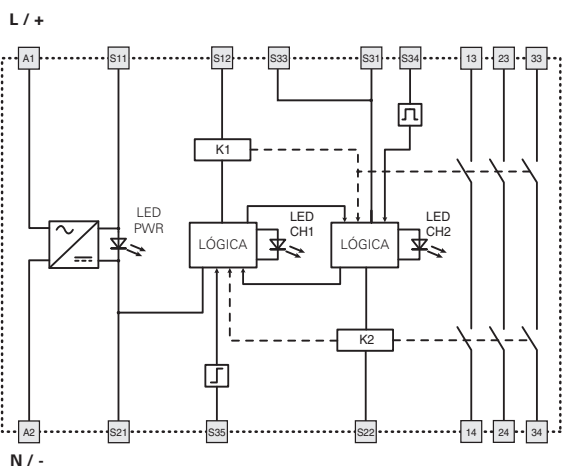 L / +
A1 S11 S12 S33 S31 S34 13 23 33
K1
LED
PWR
LÓGICA
LED
CH1
LÓGICA
LED
CH2
K2
A2 S21 S35 S22 14 24 34
N / -